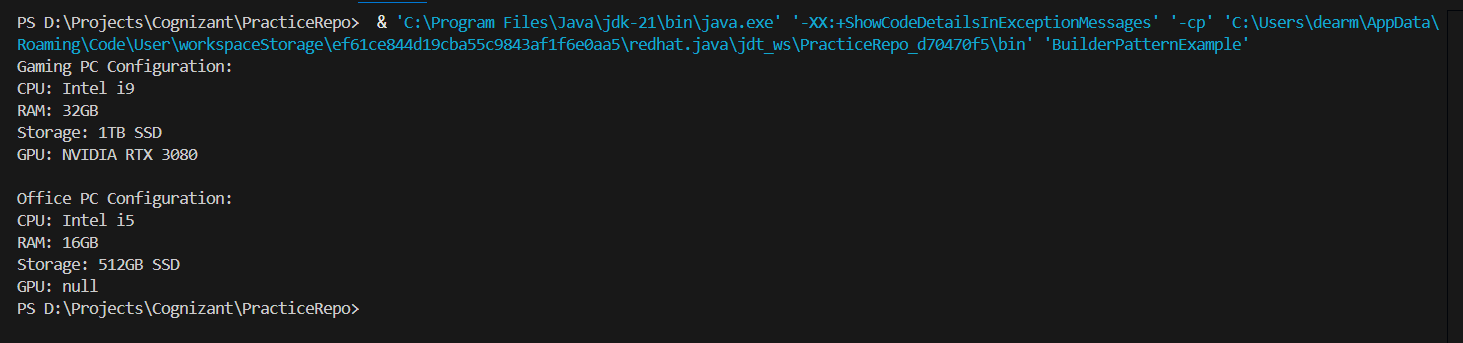 PS D:\Projects\Cognizant\PracticeRepo>  & 'C:\Program Files\Java\jdk-21\bin\java.exe' '-XX:+ShowCodeDetailsInExceptionMessages' '-cp' 'C:\Users\dearm\AppData\
Roaming\Code\User\workspaceStorage\ef61ce844d19cba55c9843af1f6e0aa5\redhat.java\jdt_ws\PracticeRepo_d70470f5\bin' 'BuilderPatternExample'
Gaming PC Configuration:
CPU: Intel i9
RAM: 32GB
Storage: 1TB SSD
GPU: NVIDIA RTX 3080

Office PC Configuration:
CPU: Intel i5
RAM: 16GB
Storage: 512GB SSD
GPU: null
PS D:\Projects\Cognizant\PracticeRepo>